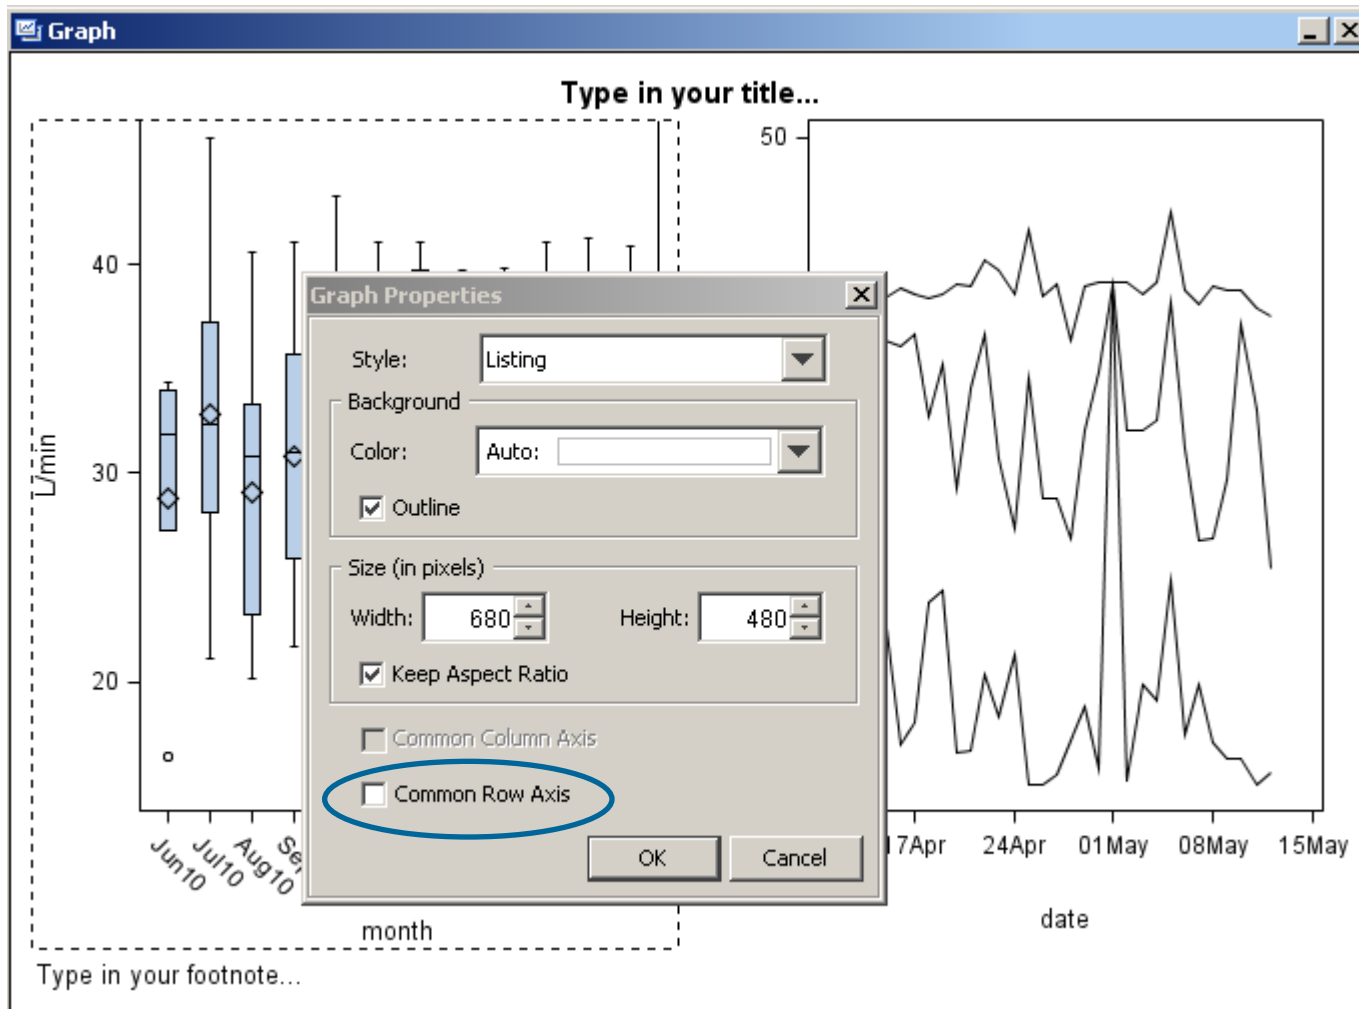 Graph
Type in your title...
50
40
30
20
L/min
Jun10
Jul10
Aug10
month
Graph Properties
Style: Listing
Background
Color: Auto:
Outline
Size (in pixels)
Width: 680 Height: 480
Keep Aspect Ratio
Common Column Axis
Common Row Axis
OK Cancel
17Apr 24Apr 01May 08May 15May
date
Type in your footnote...